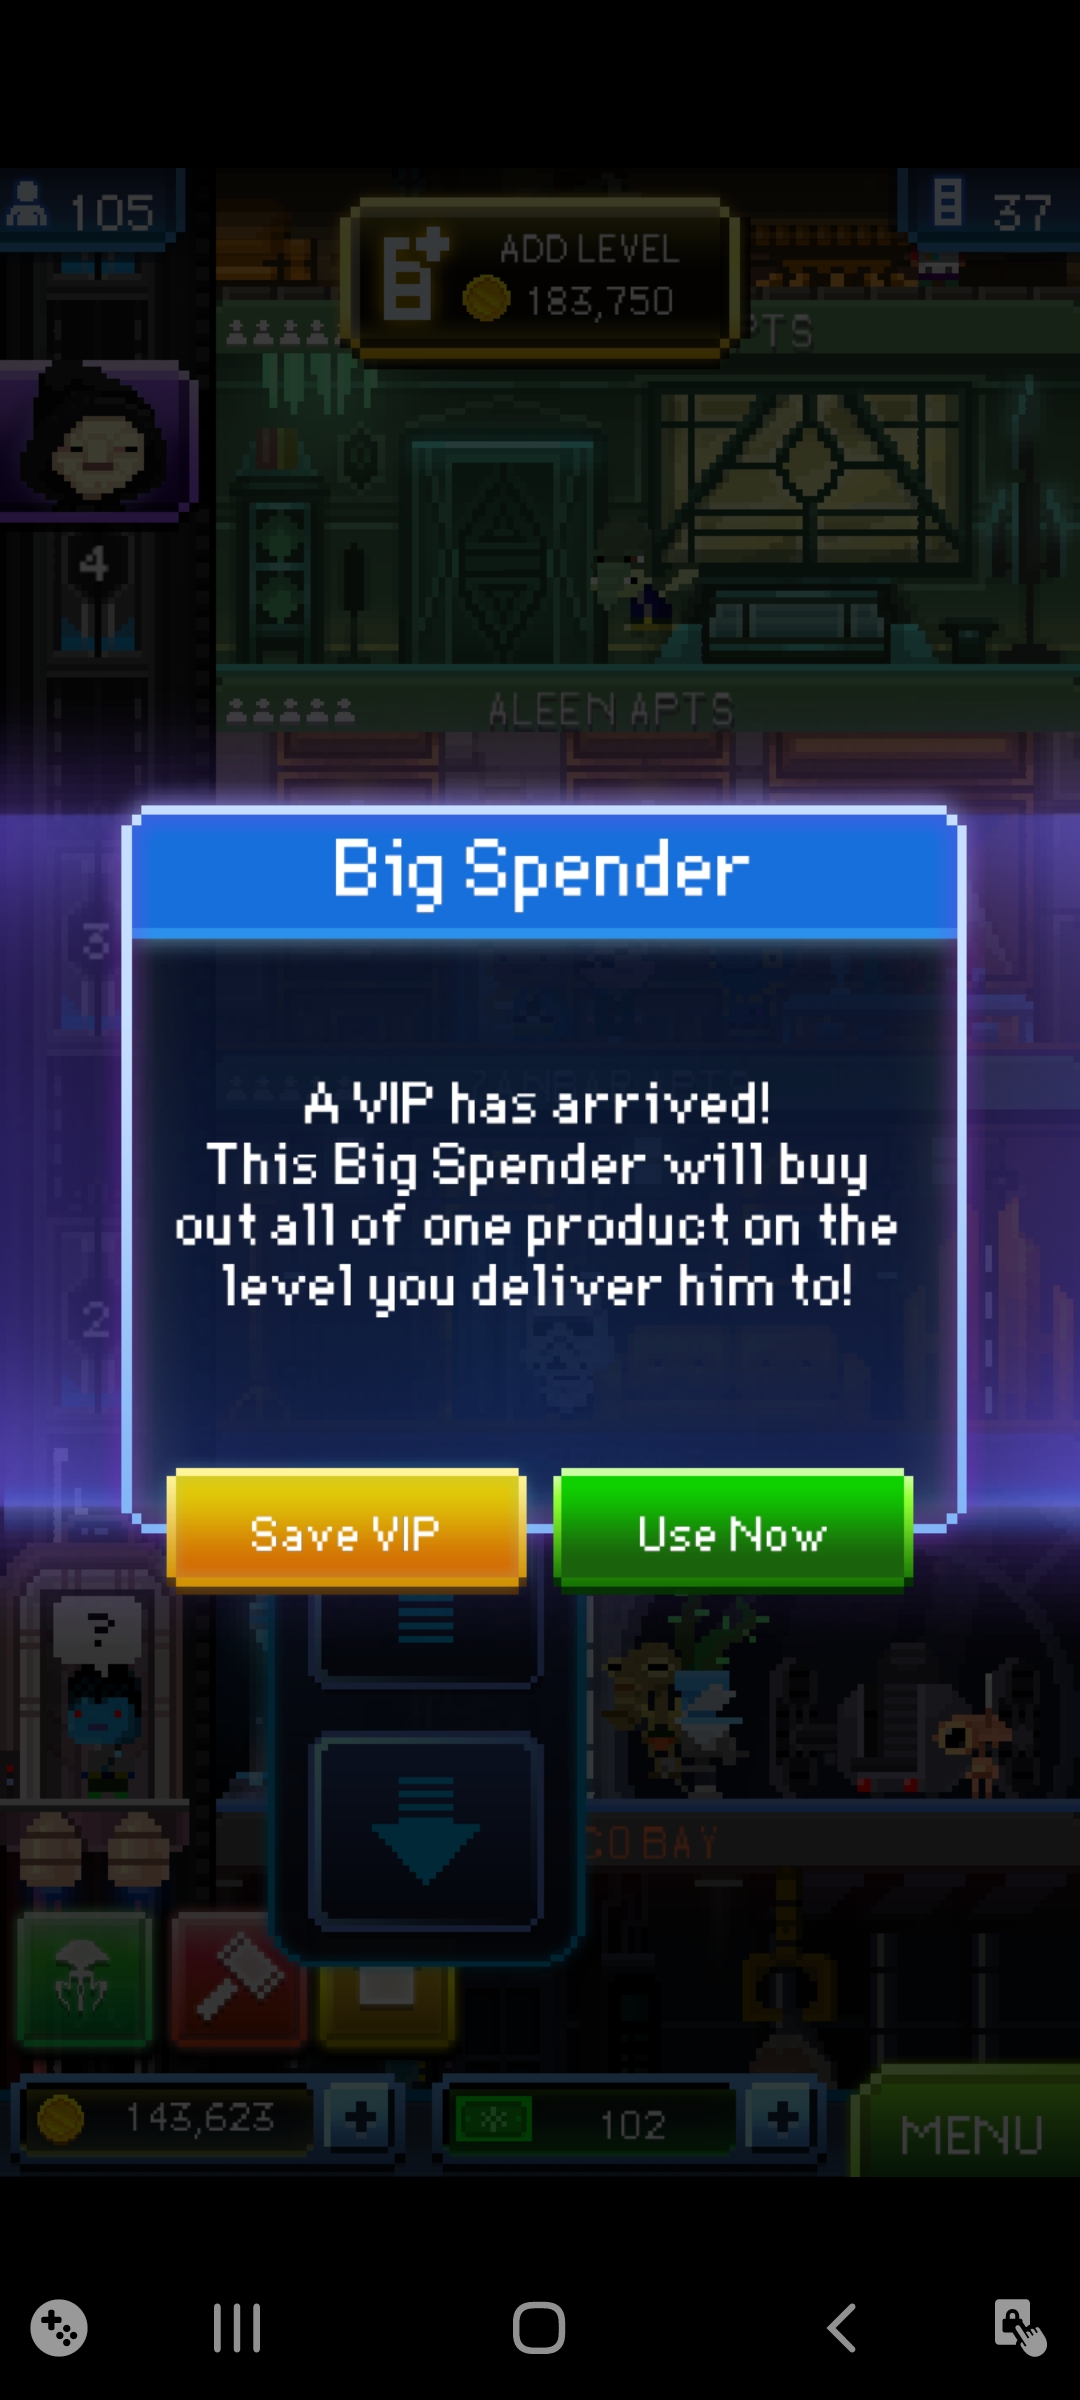 105
ADD LEVEL
183,750
37
PTS
4
ALEEN APTS
Big Spender
3
A VIP has arrived!
This Big Spender will buy
out all of one product on the
level you deliver him to!
2
Save VIP
Use Now
?
CO BAY
143,623
102
MENU